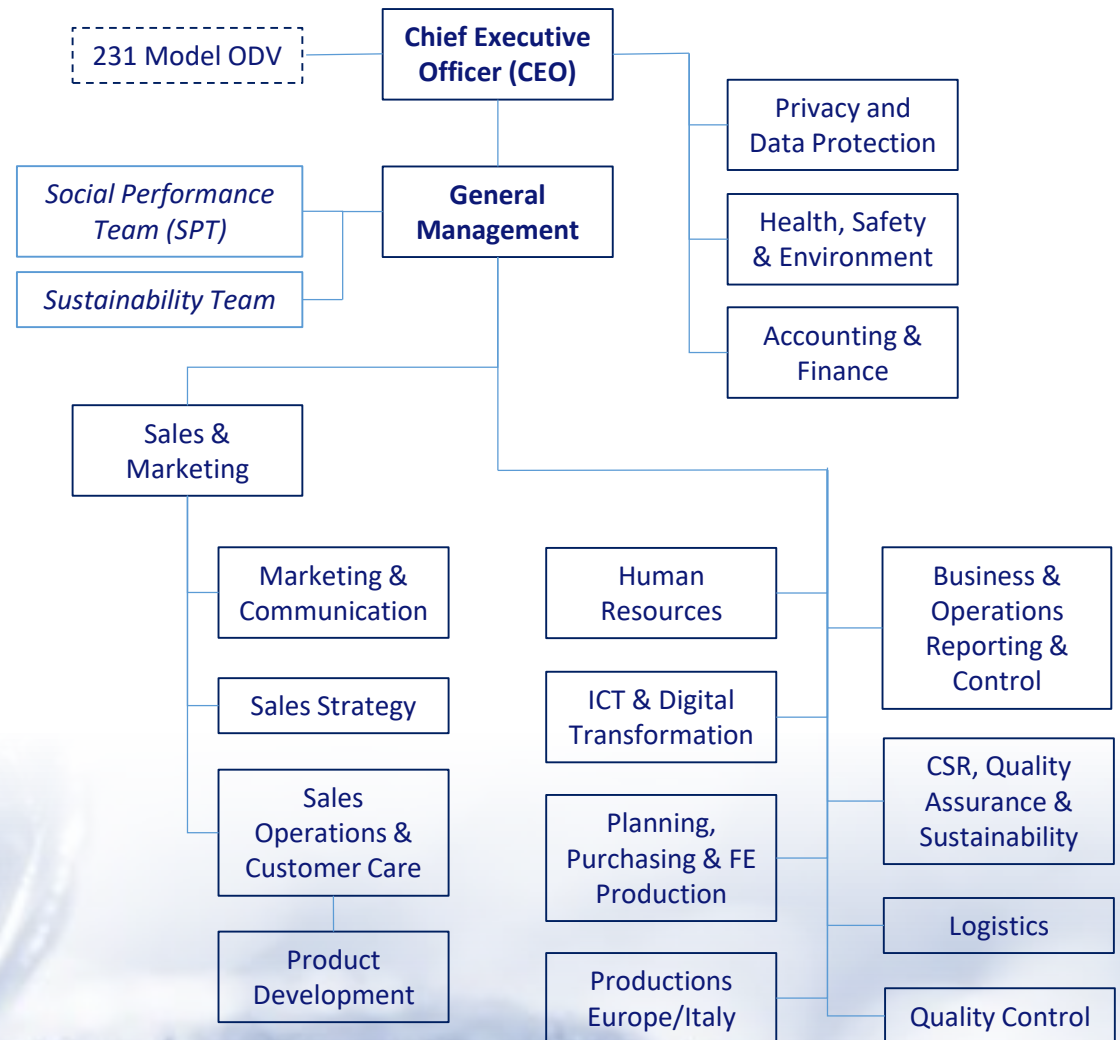 231 Model ODV
Chief Executive
Officer (CEO)
Privacy and
Data Protection
Social Performance
Team (SPT)
General
Management
Health, Safety
& Environment
Sustainability Team
Accounting &
Finance
Sales &
Marketing
Marketing &
Communication
Human
Resources
Business &
Operations
Reporting &
Control
Sales Strategy
ICT & Digital
Transformation
CSR, Quality
Assurance &
Sustainability
Sales
Operations &
Customer Care
Planning,
Purchasing & FE
Production
Logistics
Product
Development
Productions
Europe/Italy
Quality Control